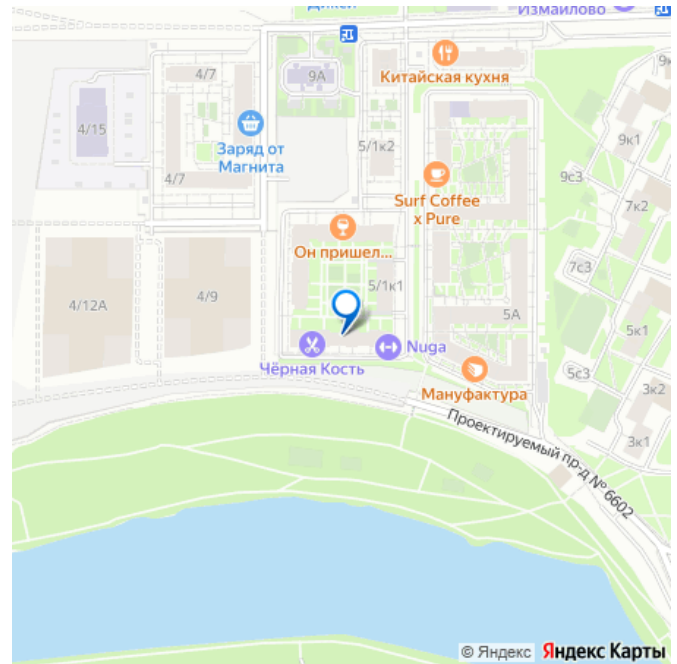 Дикси
Измайлово
Китайская кухня
9А
4/7
9к1
4/15
Заряд от
Магнита
5/1к2
4/7
9с3
Surf Coffee
x Pure
7к2
Он пришел...
7с3
5/1к1
4/12А
4/9
5А
5к1
Nuga
Чёрная Кость
5с3
Мануфактура
3к2
Проектируемый пр-д № 6602
3к1
© Яндекс Яндекс Карты